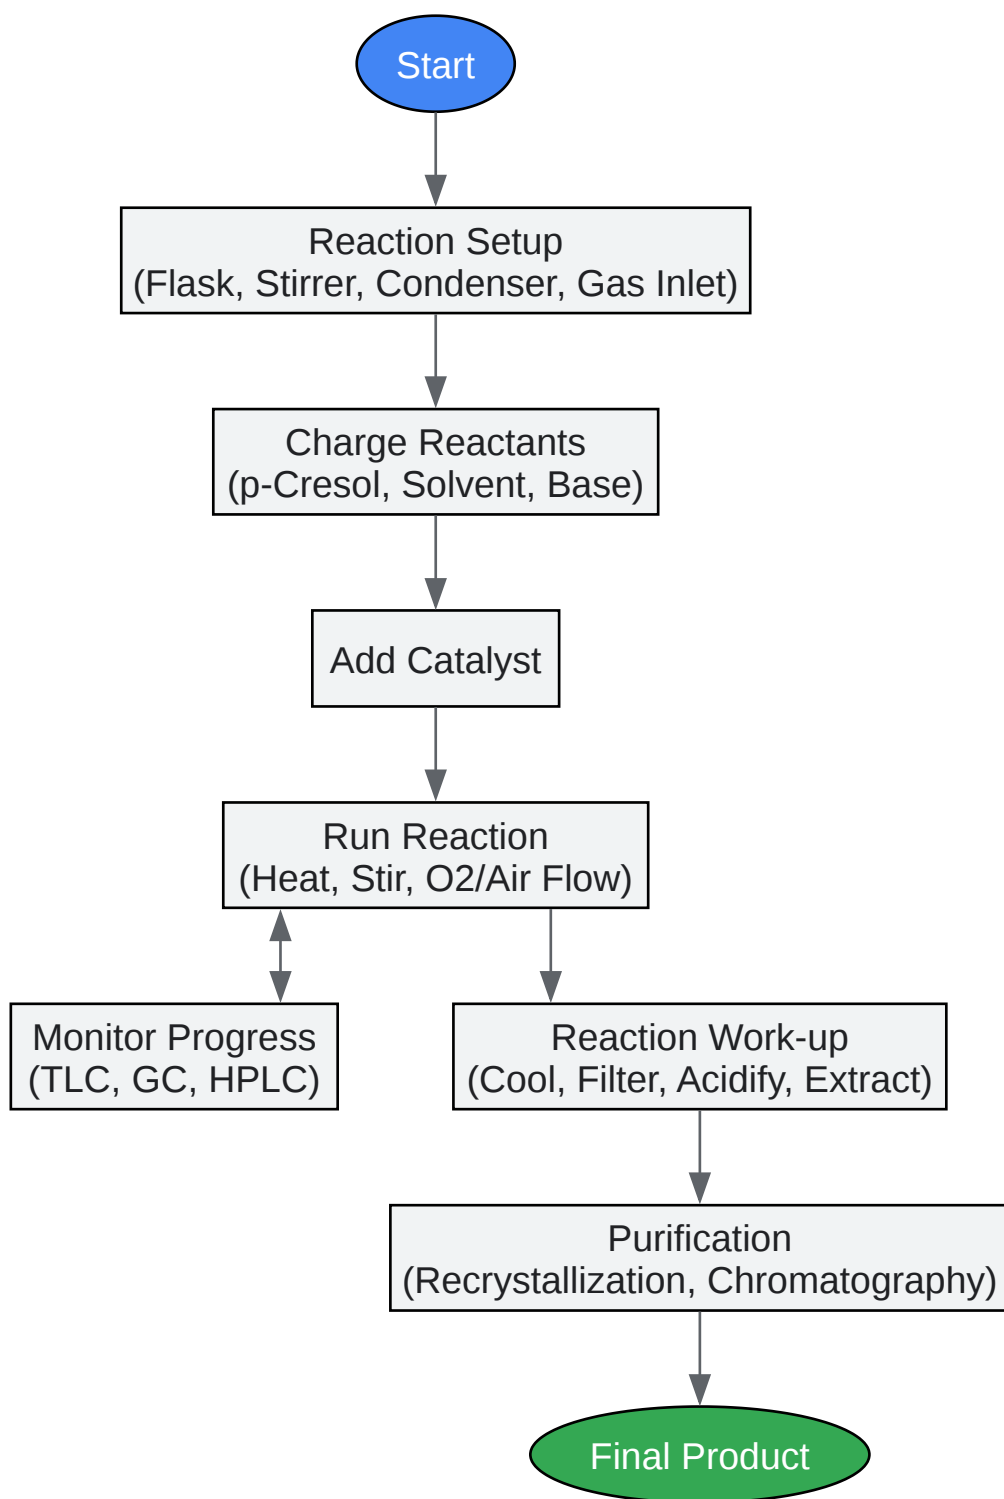 Start
Reaction Setup
(Flask, Stirrer, Condenser, Gas Inlet)
Charge Reactants
(p-Cresol, Solvent, Base)
Add Catalyst
Run Reaction
(Heat, Stir, O2/Air Flow)
Monitor Progress
(TLC, GC, HPLC)
Reaction Work-up
(Cool, Filter, Acidify, Extract)
Purification
(Recrystallization, Chromatography)
Final Product